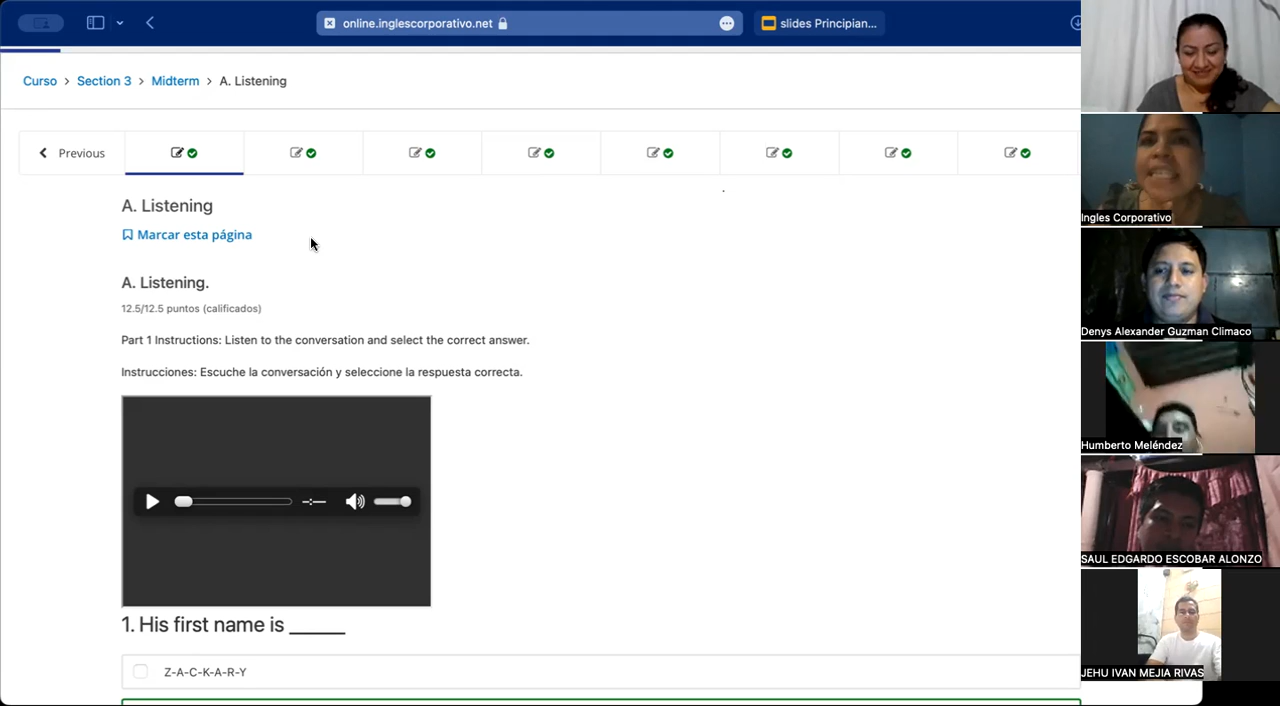 online.inglescorporativo.net
slides Principian...
Curso > Section 3 > Midterm > A. Listening
Previous
A. Listening
Marcar esta página
A. Listening.
12.5/12.5 puntos (calificados)
Part 1 Instructions: Listen to the conversation and select the correct answer.
Instrucciones: Escuche la conversación y seleccione la respuesta correcta.
--:--
1. His first name is ______
Z-A-C-K-A-R-Y
Ingles Corporativo
Denys Alexander Guzman Climaco
Humberto Meléndez
SAUL EDGARDO ESCOBAR ALONZO
JEHU IVAN MEJIA RIVAS